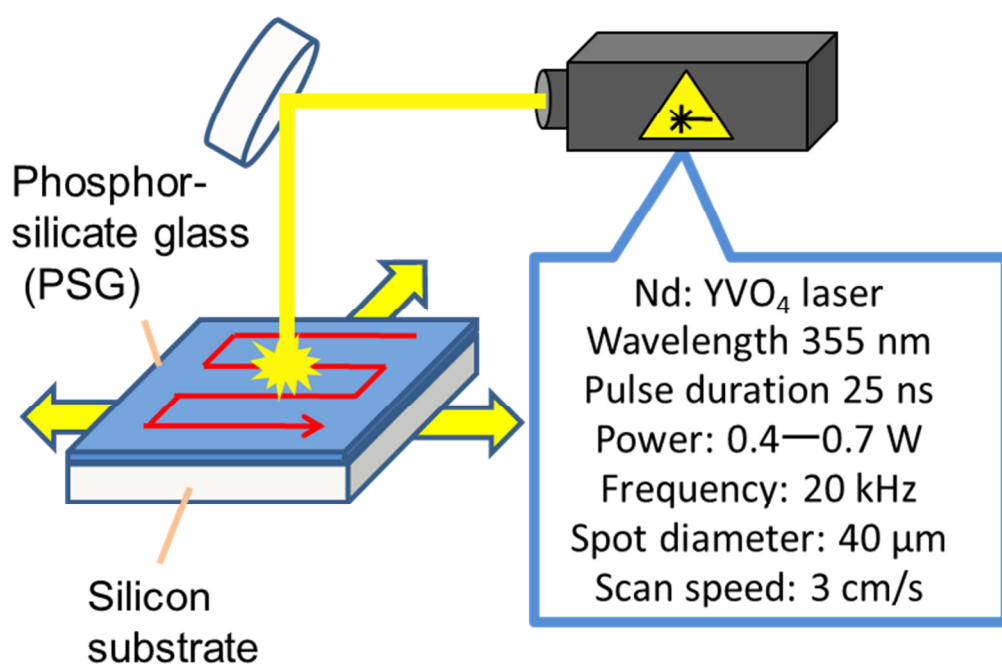 Phosphor-
silicate glass
(PSG)
Silicon
substrate
Nd: YVO₄ laser
Wavelength 355 nm
Pulse duration 25 ns
Power: 0.4—0.7 W
Frequency: 20 kHz
Spot diameter: 40 μm
Scan speed: 3 cm/s